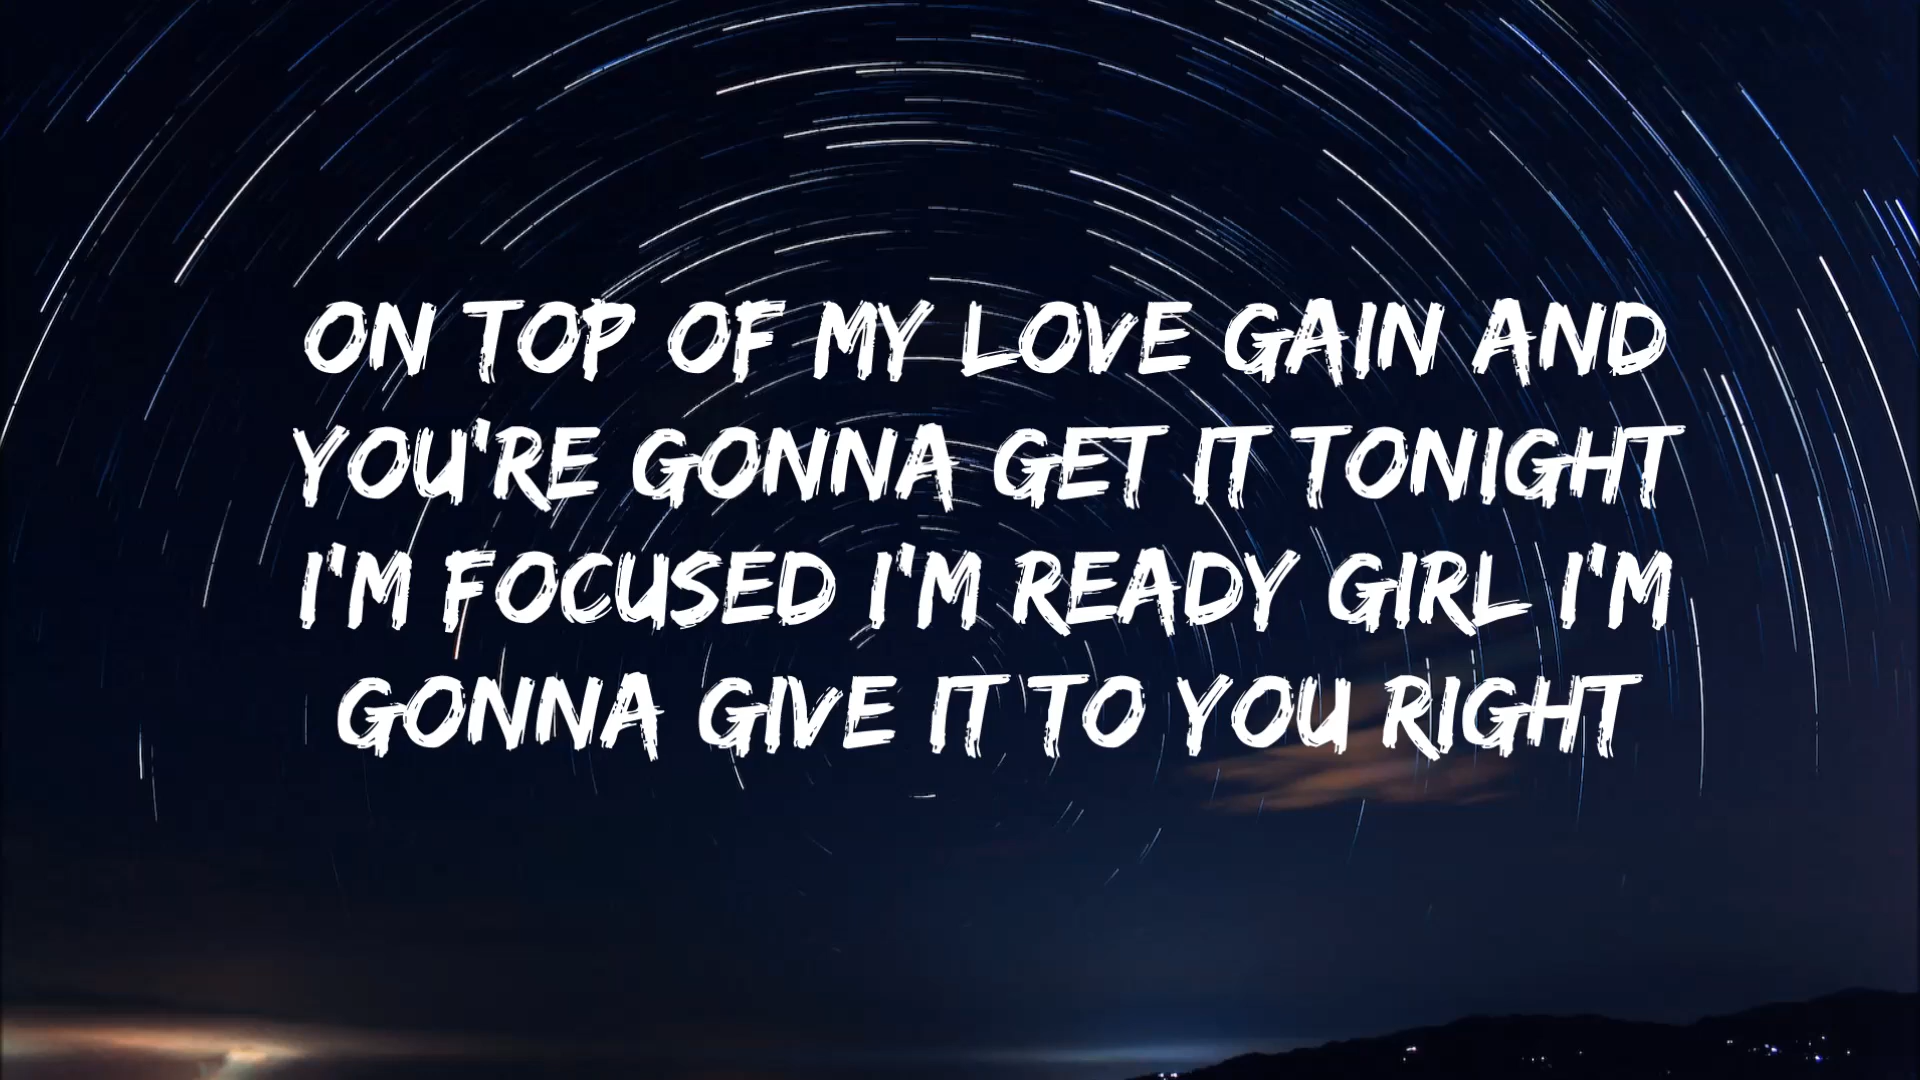 ON TOP OF MY LOVE GAIN AND
YOU'RE GONNA GET IT TONIGHT
I'M FOCUSED I'M READY GIRL I'M
GONNA GIVE IT TO YOU RIGHT